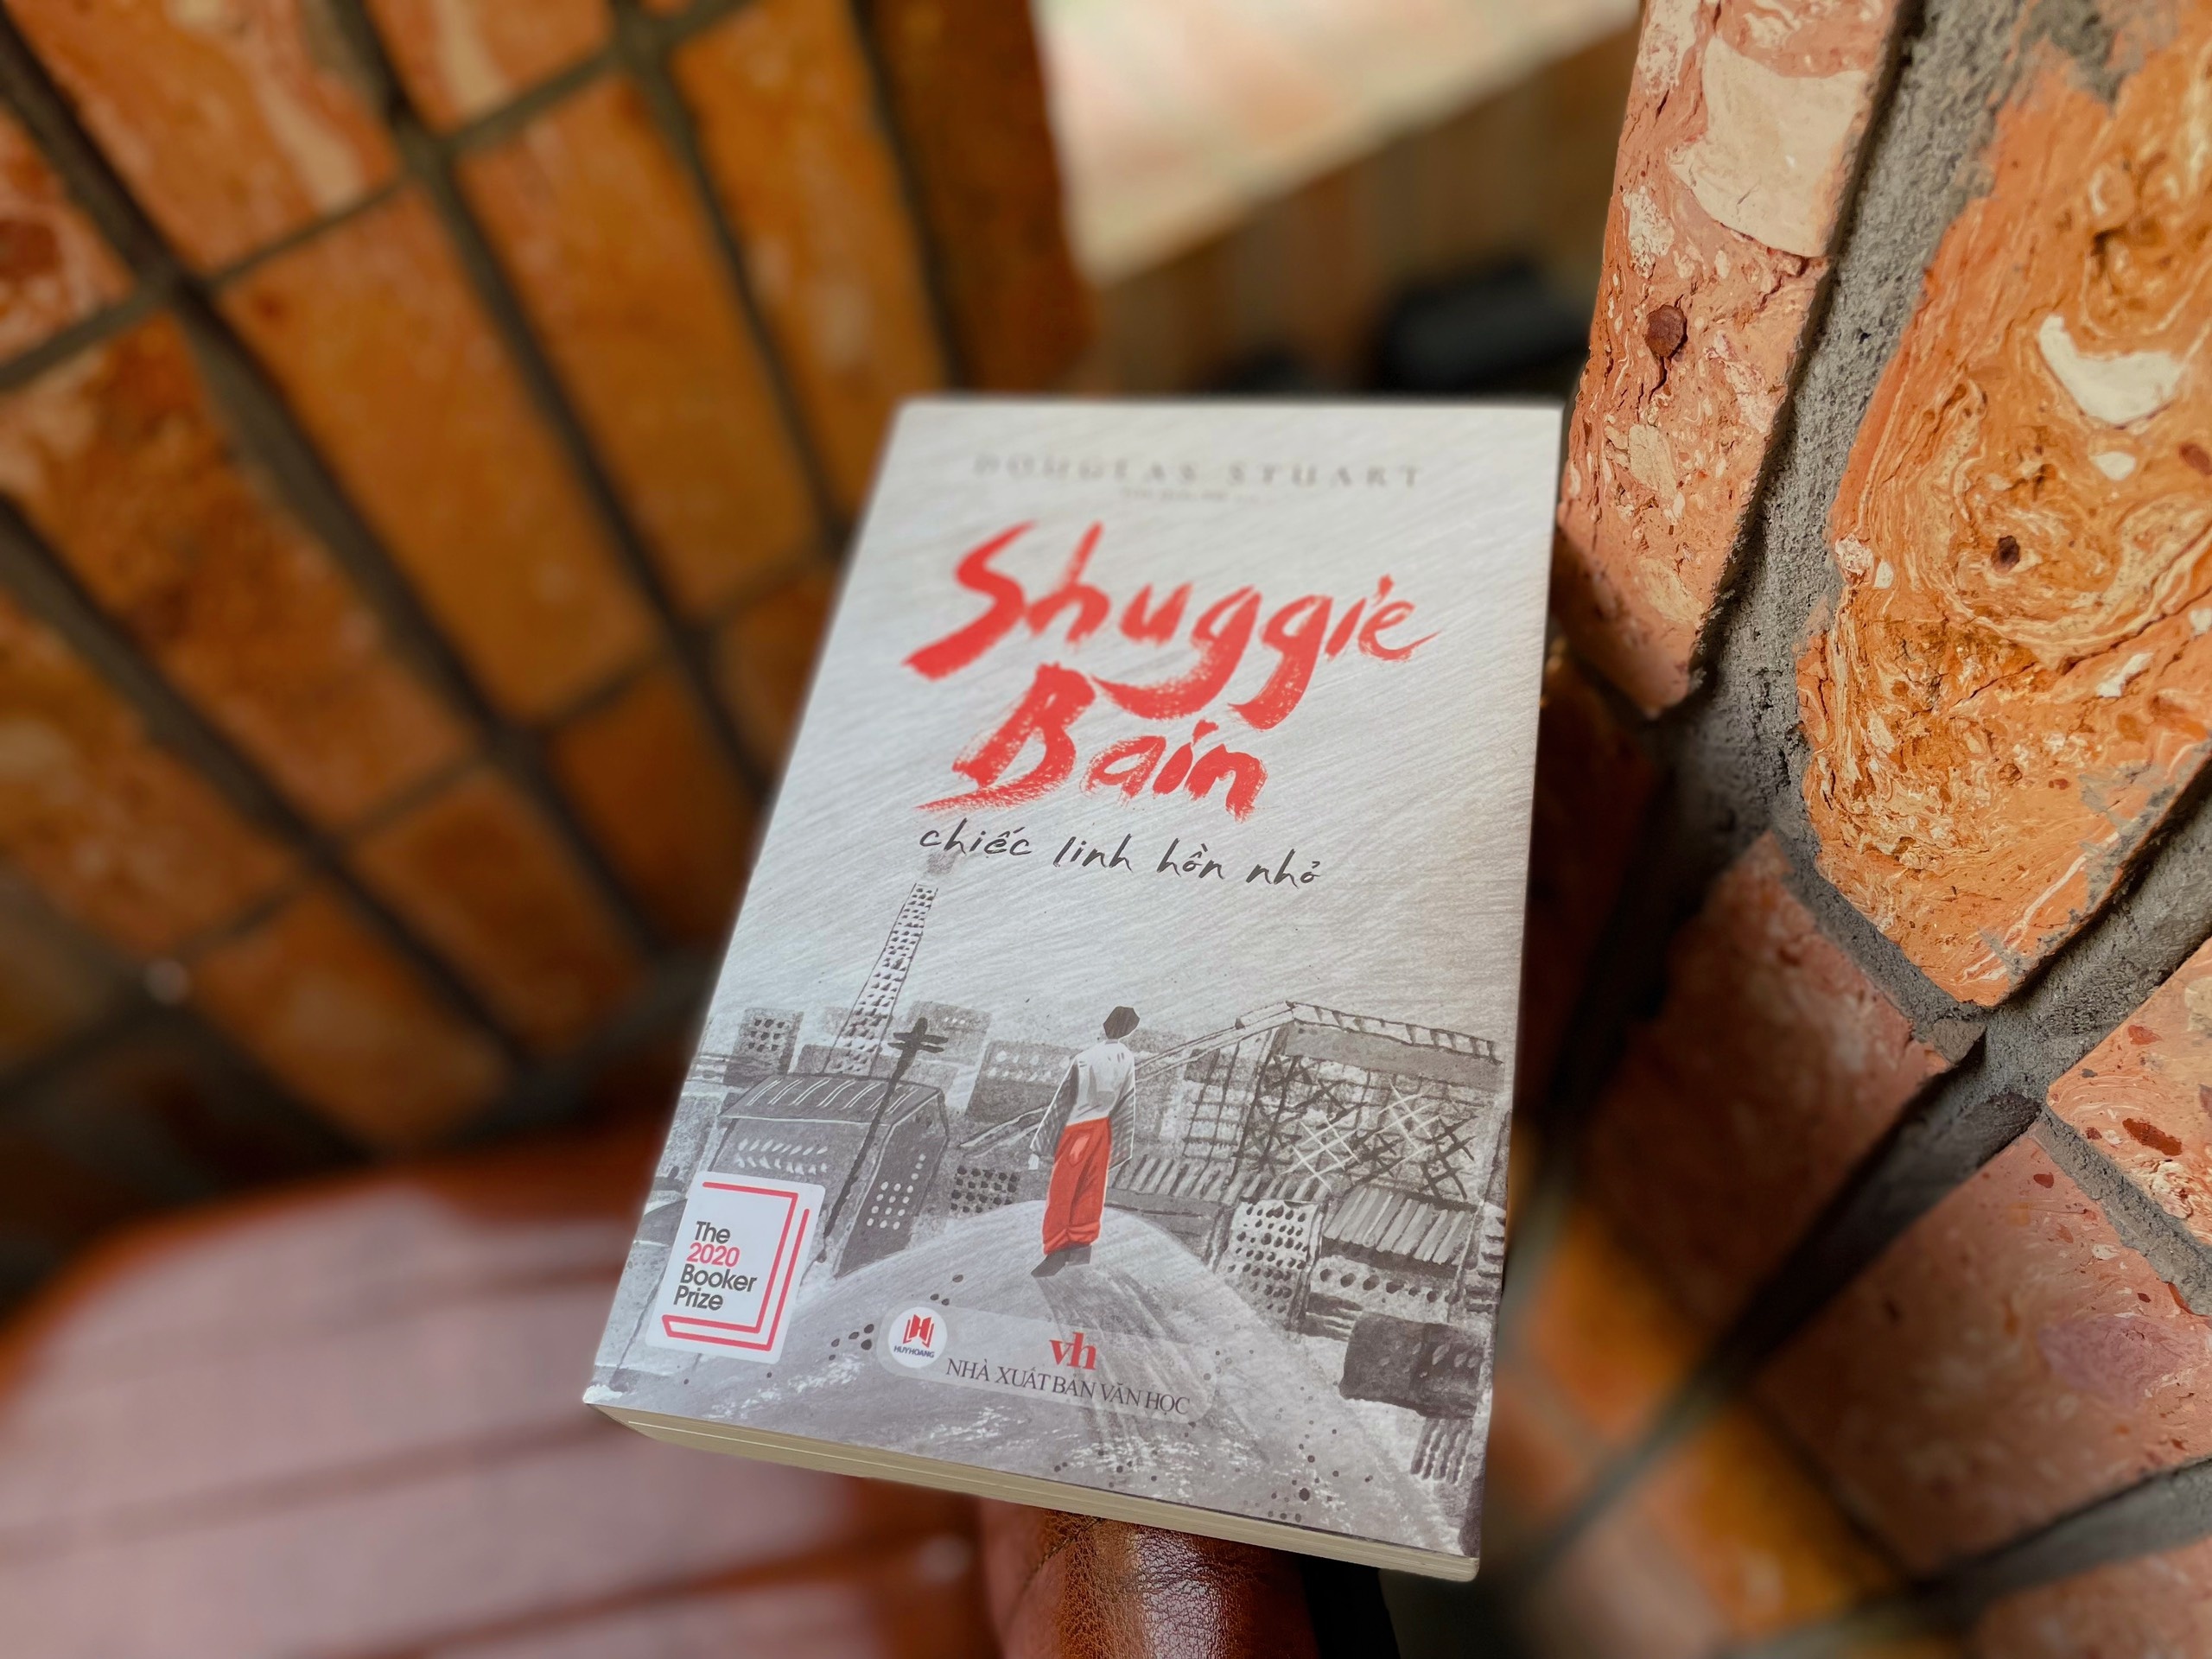 DOUGLAS STUART
Shuggie
Bain
chiếc linh hồn nhỏ
The
2020
Booker
Prize
HUYHOANG
vh
NHÀ XUẤT BẢN VĂN HỌC